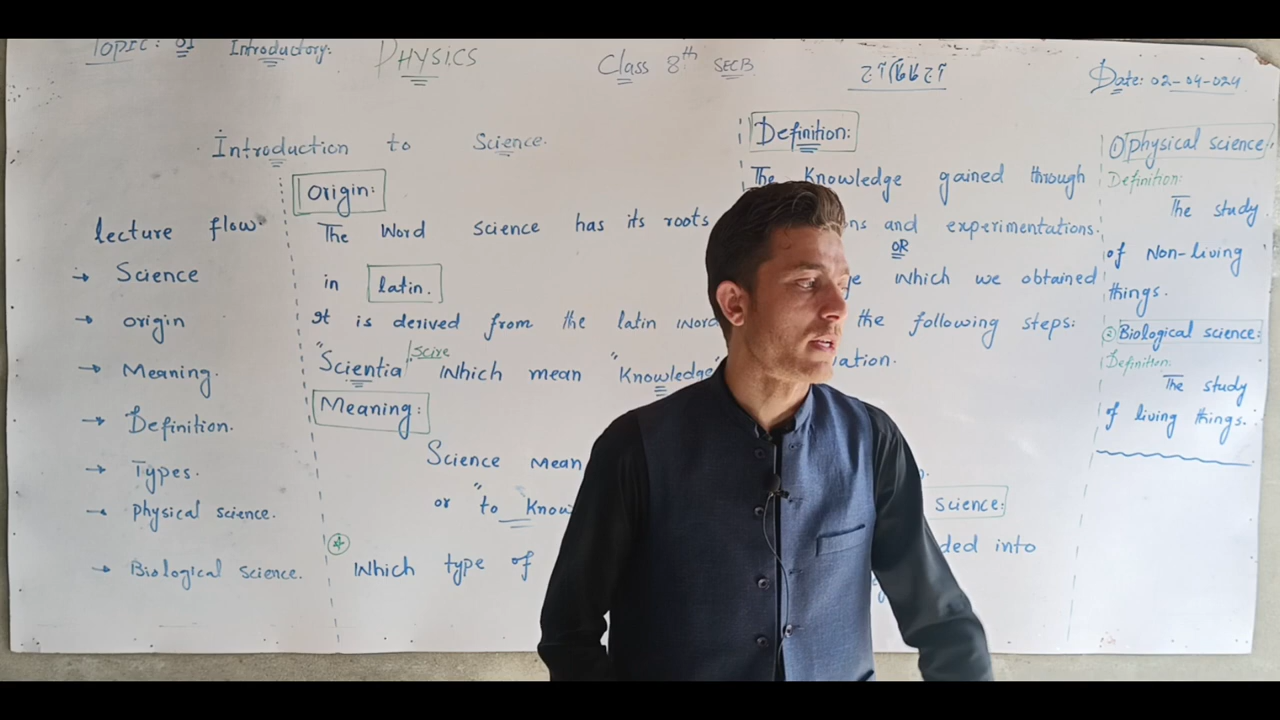 Topic: 01 Introductory: PHYSICS Class 8th SEC B Date: 02-04-024
Introduction to Science.
lecture flow
→ Science
→ origin
→ Meaning.
→ Definition.
→ Types.
→ Physical science.
→ Biological science.
Origin:
The Word science has its roots
in latin.
It is derived from the latin word
"Scientia" scire which mean "Knowledge"
Meaning:
Science mean
or "to Know
Which type of
Definition:
The Knowledge gained through
and experimentations.
OR
which we obtained
the following steps:
science:
into
① Physical science:
Definition:
The study
of Non-living
things.
② Biological science:
Definition:
The study
of living things.